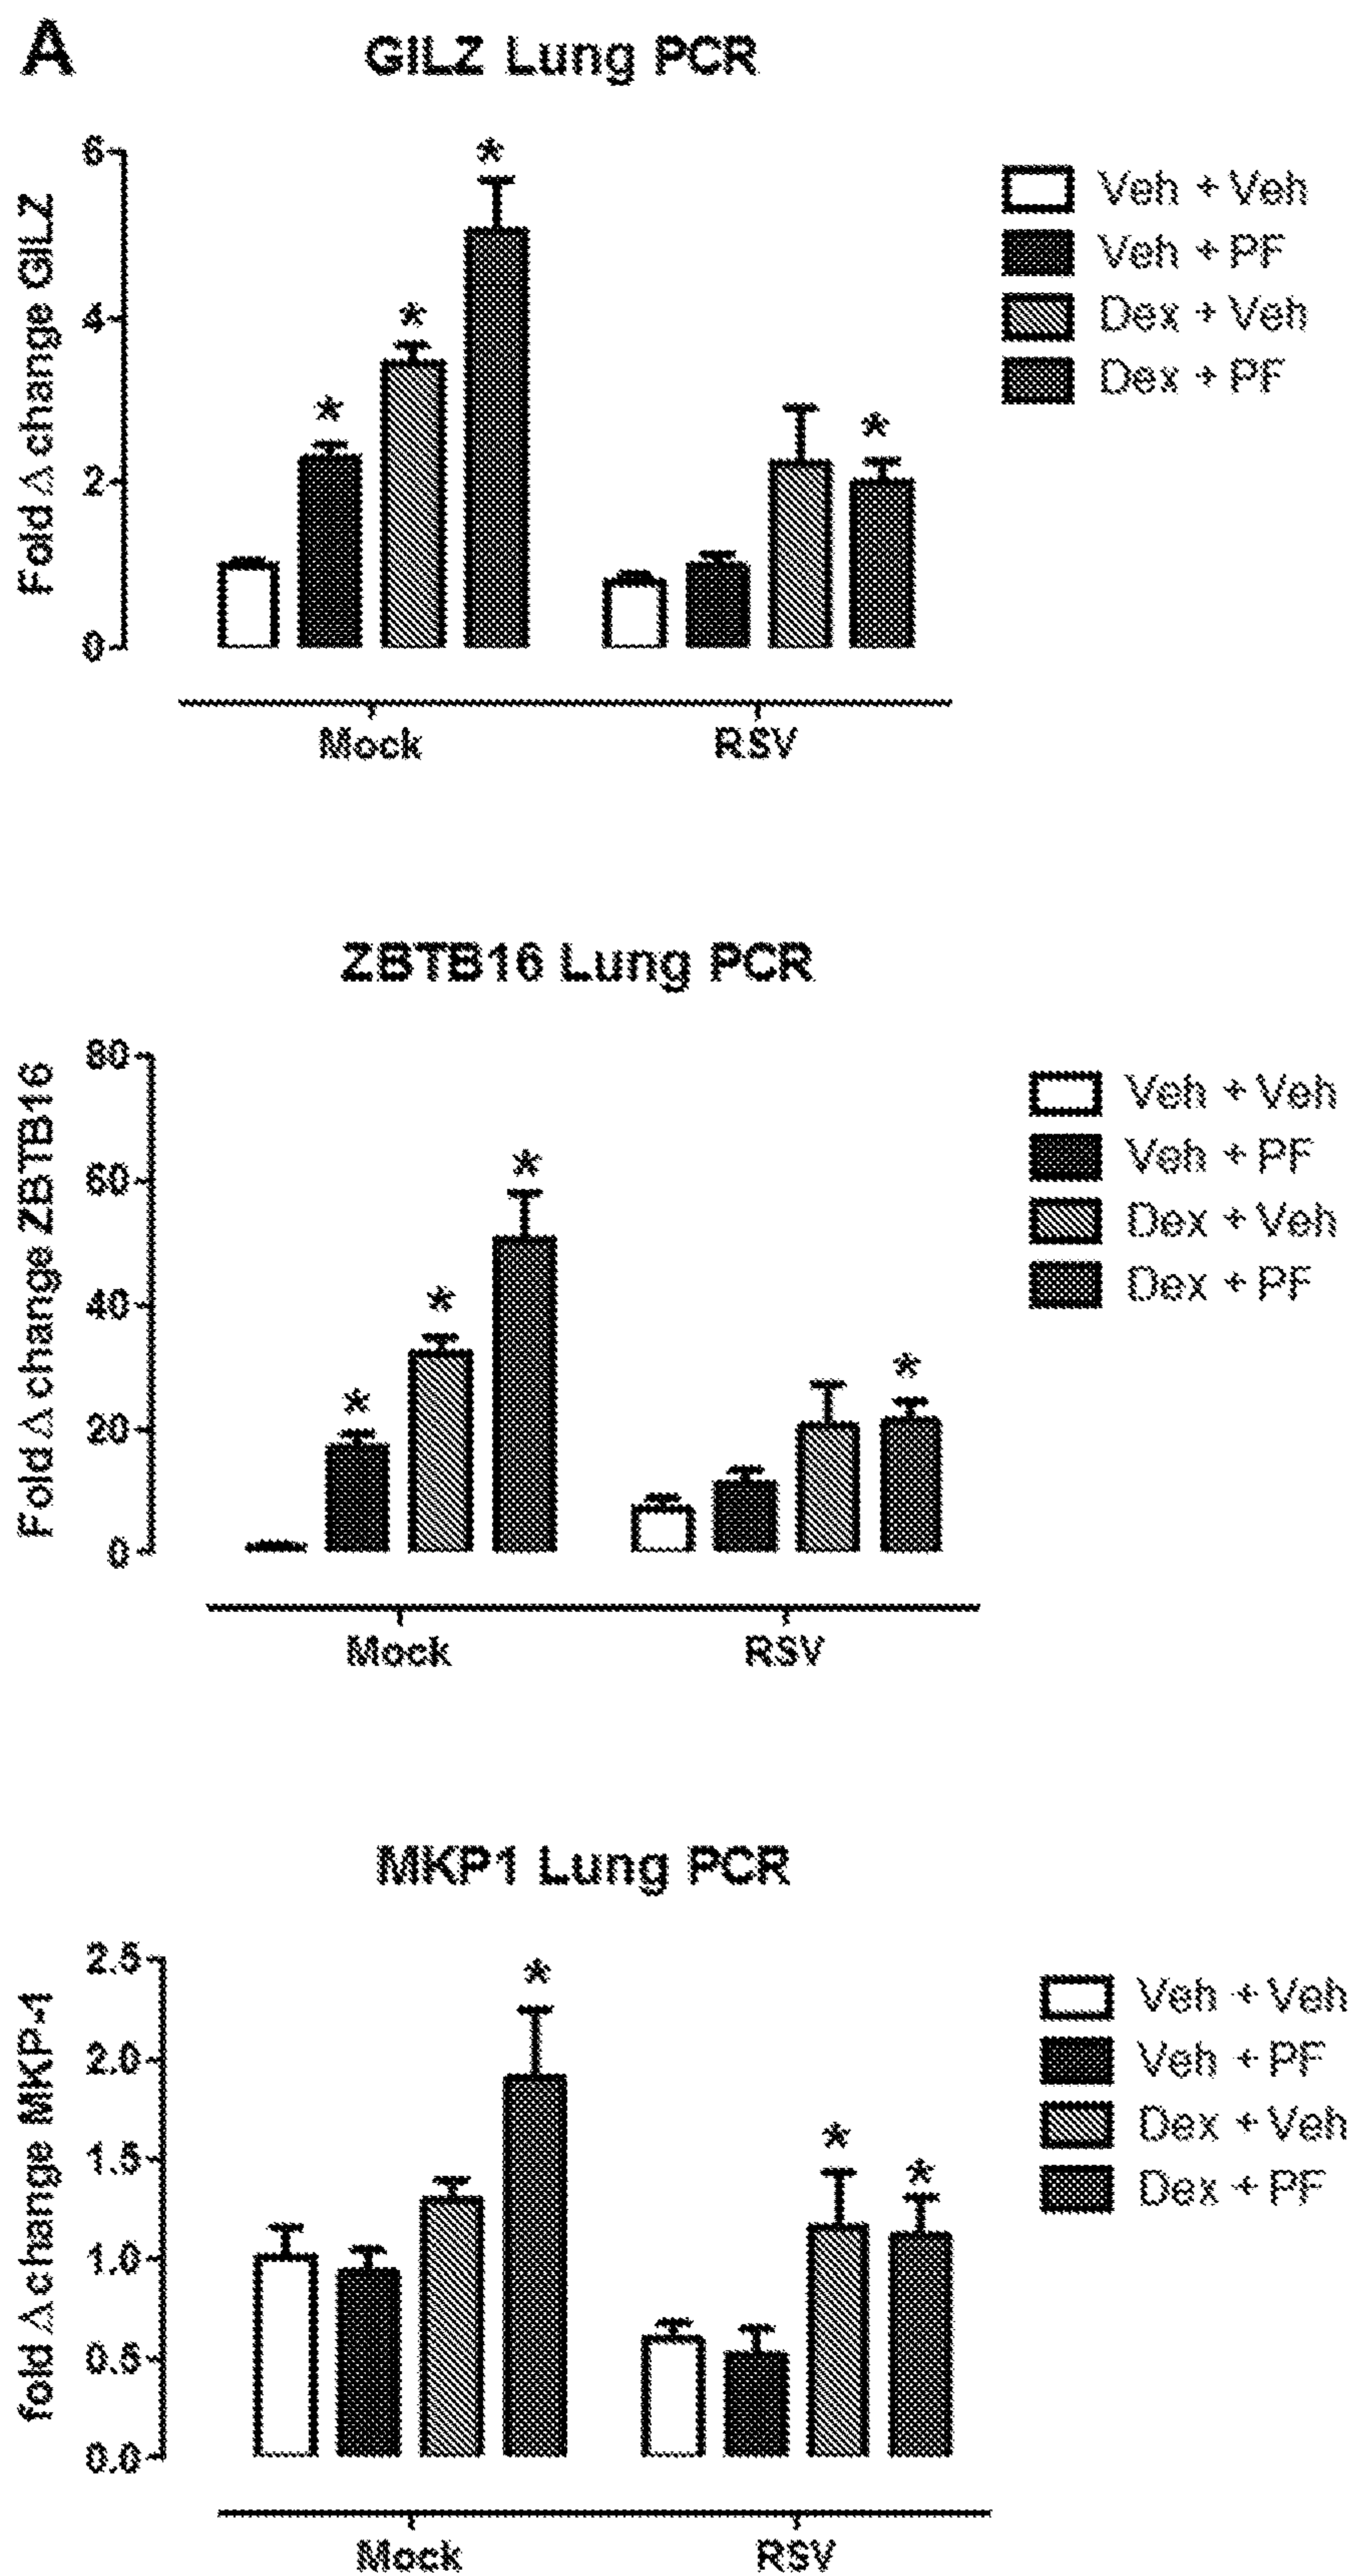 A
GILZ Lung PCR
Fold Δ change GILZ
6
4
2
0
*
*
*
*
Mock
RSV
Veh + Veh
Veh + PF
Dex + Veh
Dex + PF
ZBTB16 Lung PCR
Fold Δ change ZBTB16
80
60
40
20
0
*
*
*
*
Mock
RSV
Veh + Veh
Veh + PF
Dex + Veh
Dex + PF
MKP1 Lung PCR
fold Δ change MKP-1
2.5
2.0
1.5
1.0
0.5
0.0
*
*
*
Mock
RSV
Veh + Veh
Veh + PF
Dex + Veh
Dex + PF